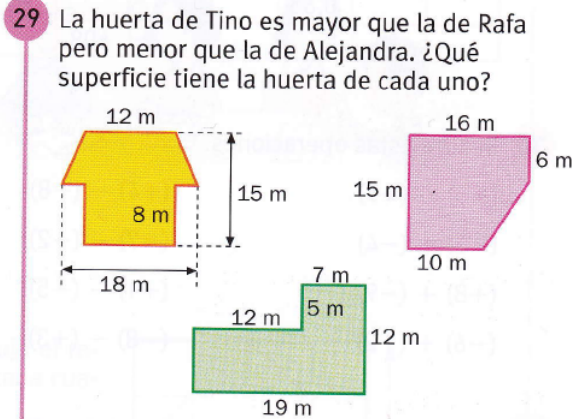 29 La huerta de Tino es mayor que la de Rafa
pero menor que la de Alejandra. ¿Qué
superficie tiene la huerta de cada uno?
12 m
15 m
8 m
18 m
16 m
6 m
15 m
10 m
7 m
5 m
12 m
12 m
19 m